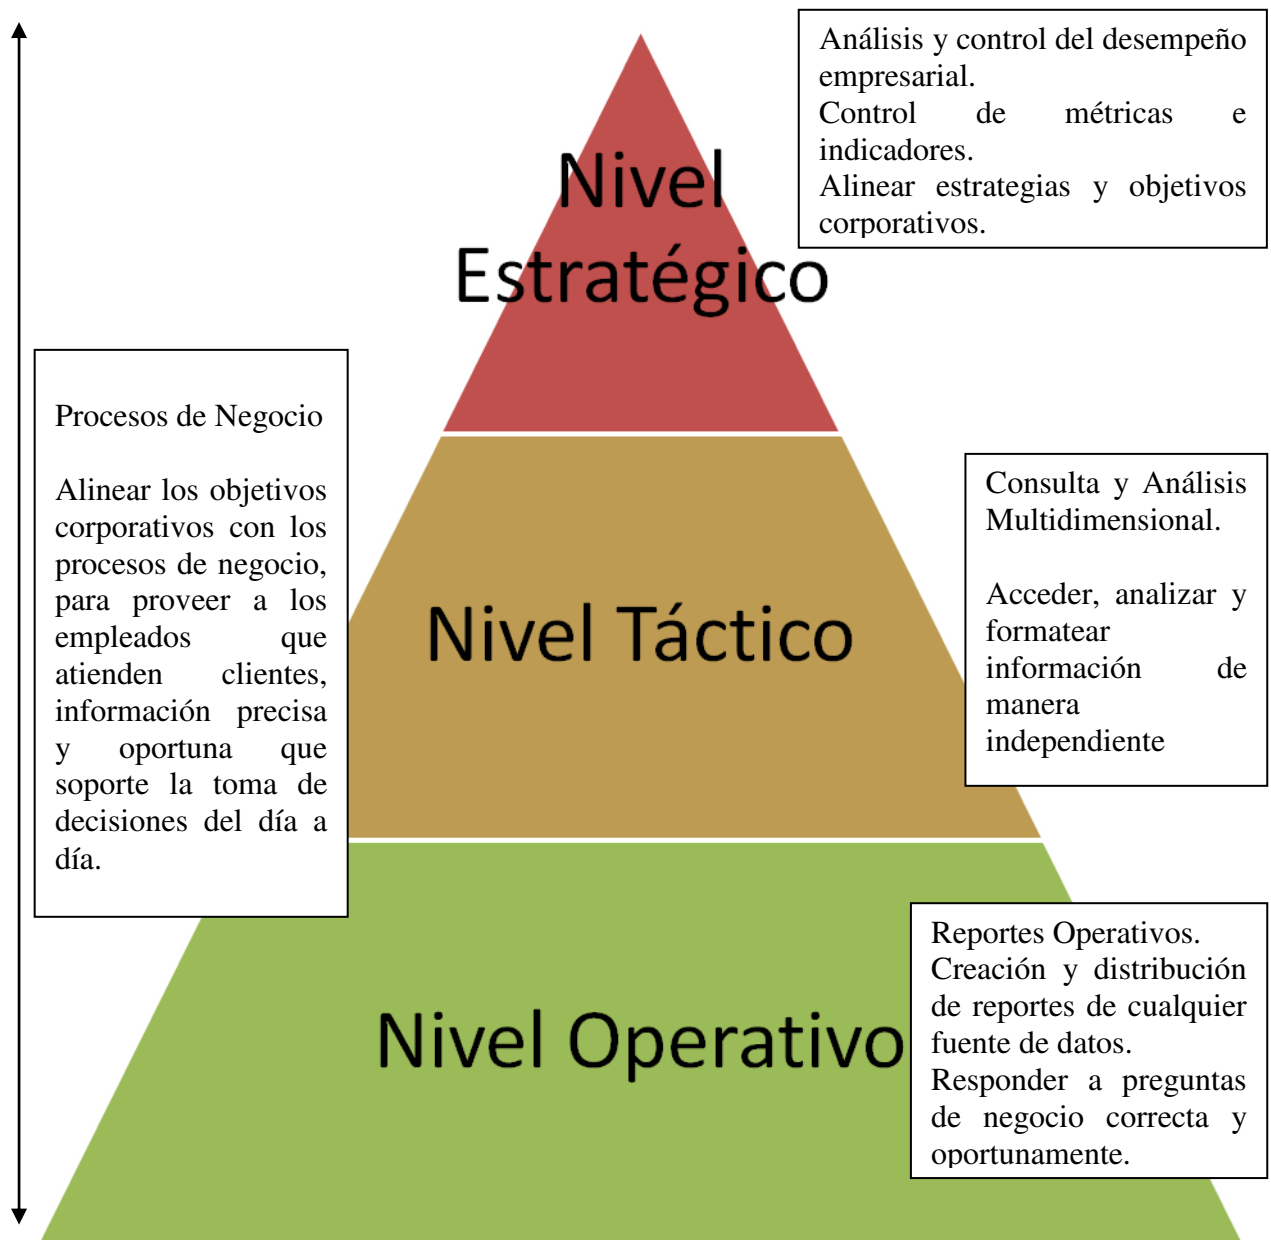 Análisis y control del desempeño
empresarial.
Control de métricas e
indicadores.
Alinear estrategias y objetivos
corporativos.
Nivel
Estratégico
Procesos de Negocio
Alinear los objetivos
corporativos con los
procesos de negocio,
para proveer a los
empleados que
atienden clientes,
información precisa
y oportuna que
soporte la toma de
decisiones del día a
día.
Nivel Táctico
Consulta y Análisis
Multidimensional.
Acceder, analizar y
formatear
información de
manera
independiente
Nivel Operativo
Reportes Operativos.
Creación y distribución
de reportes de cualquier
fuente de datos.
Responder a preguntas
de negocio correcta y
oportunamente.